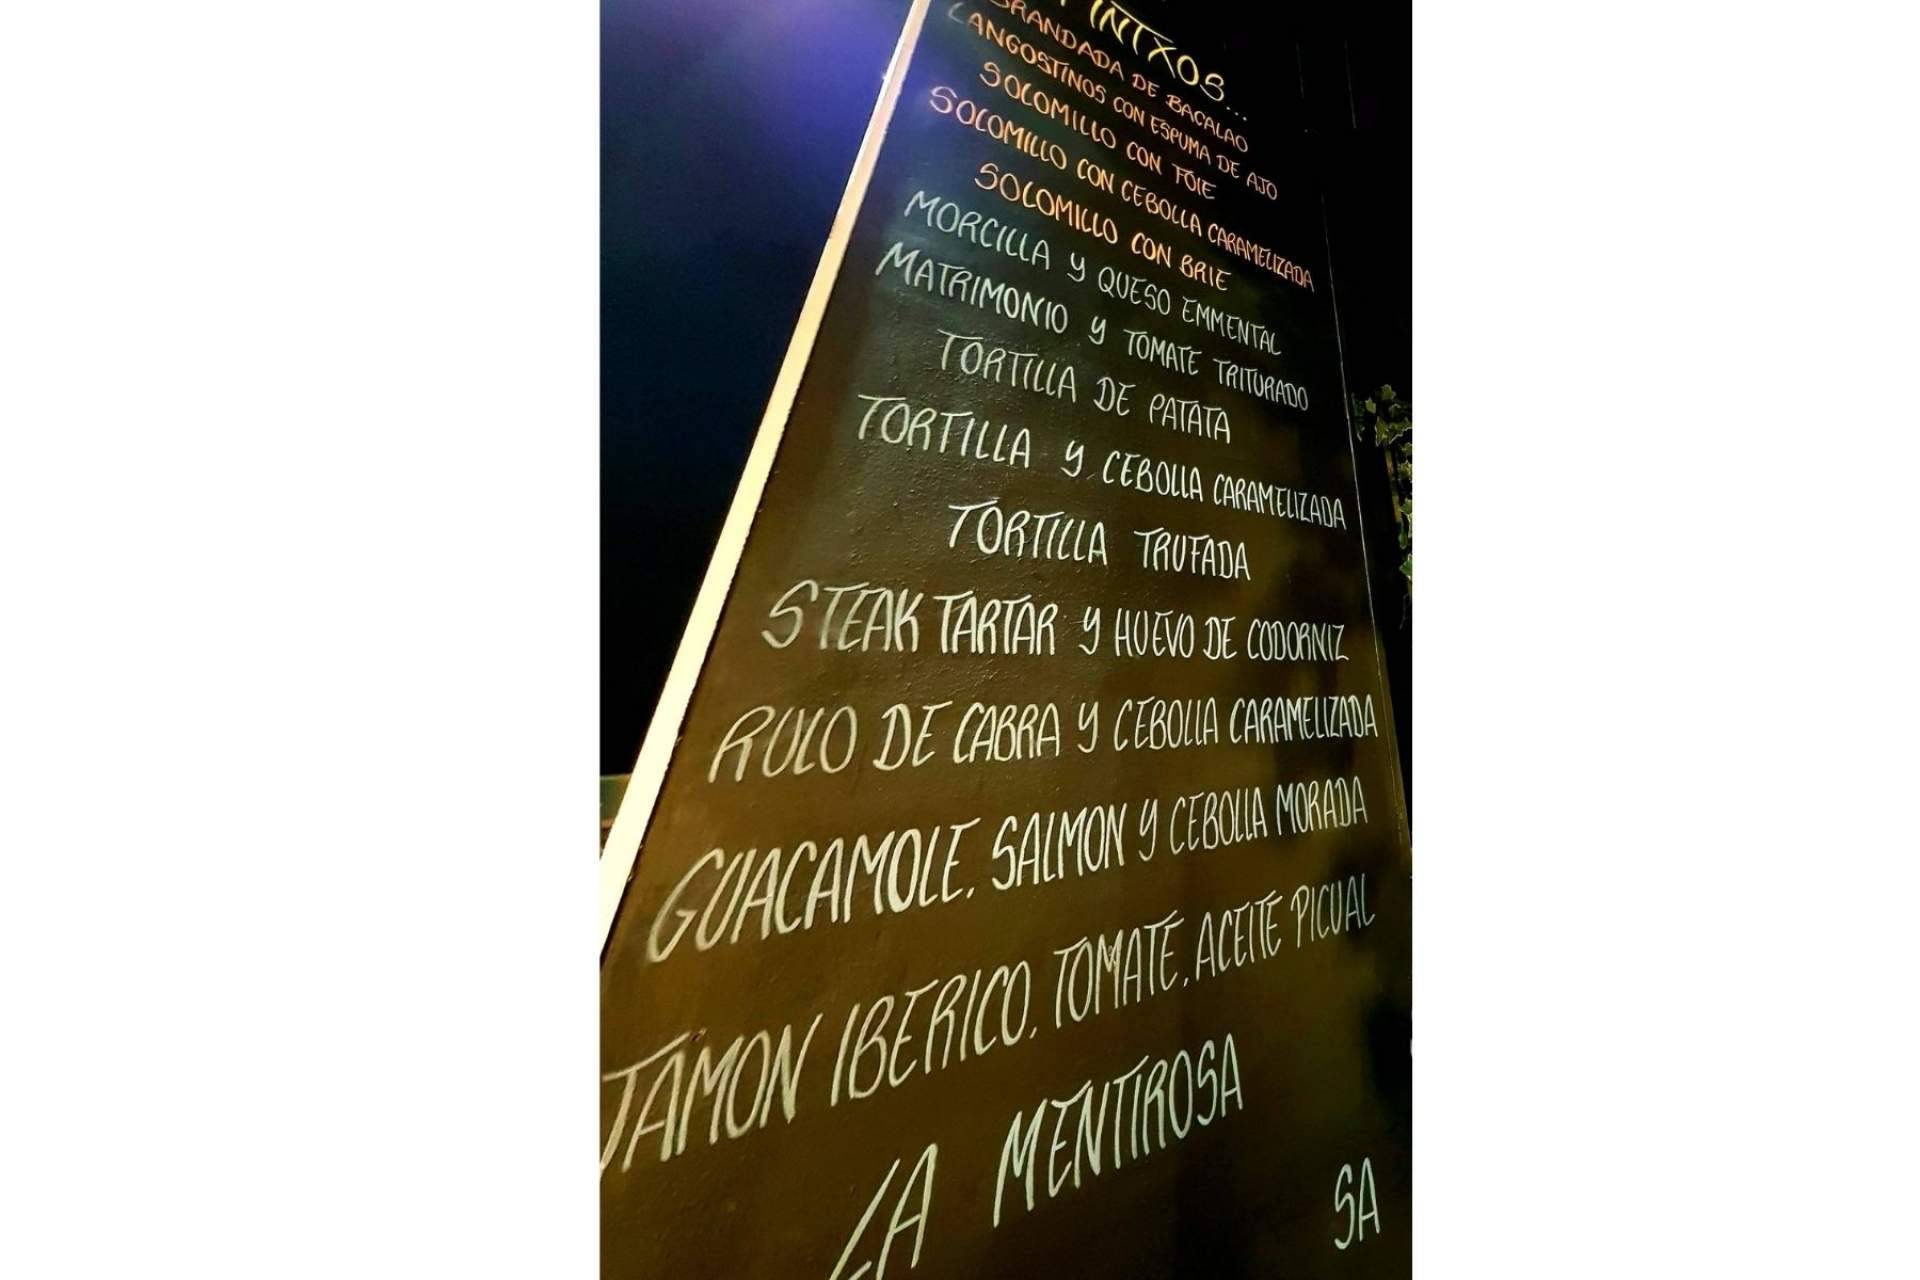 PINTXOS...
BRANDADA DE BACALAO
LANGOSTINOS CON ESPUMA DE AJO
SOLOMILLO CON FOIE
SOLOMILLO CON CEBOLLA CARAMELIZADA
SOLOMILLO CON BRIE
MORCILLA Y QUESO EMMENTAL
MATRIMONIO Y TOMATE TRITURADO
TORTILLA DE PATATA
TORTILLA Y CEBOLLA CARAMELIZADA
TORTILLA TRUFADA
STEAK TARTAR Y HUEVO DE CODORNIZ
RULO DE CABRA Y CEBOLLA CARAMELIZADA
GUACAMOLE, SALMON Y CEBOLLA MORADA
JAMON IBERICO, TOMATE, ACEITE PICUAL
LA MENTIROSA
SA